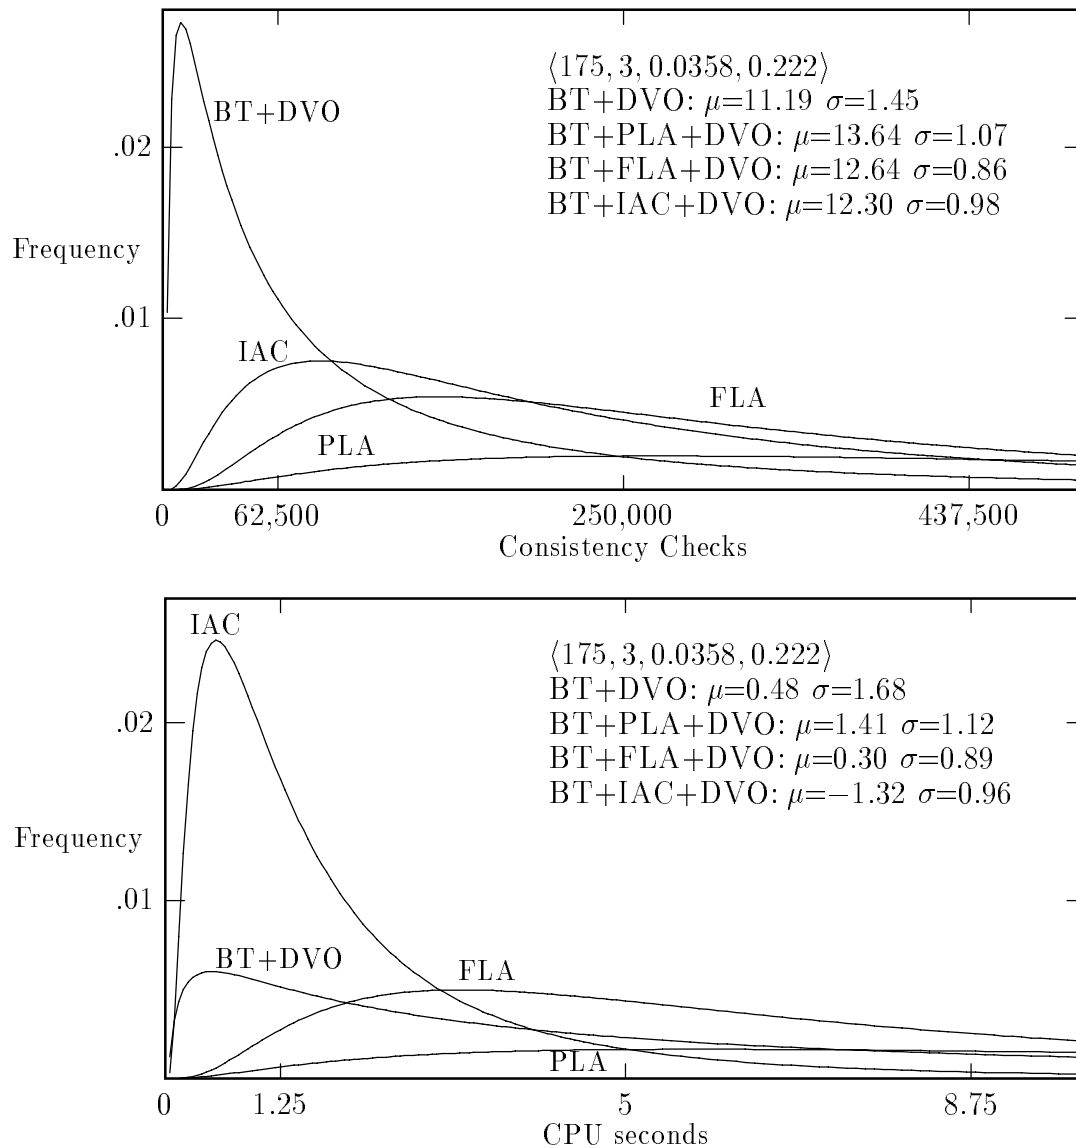 ⟨175, 3, 0.0358, 0.222⟩
BT+DVO: μ=11.19 σ=1.45
BT+PLA+DVO: μ=13.64 σ=1.07
BT+FLA+DVO: μ=12.64 σ=0.86
BT+IAC+DVO: μ=12.30 σ=0.98
BT+DVO
.02
Frequency
.01
IAC
FLA
PLA
0 62,500 250,000 437,500
Consistency Checks
IAC
⟨175, 3, 0.0358, 0.222⟩
BT+DVO: μ=0.48 σ=1.68
BT+PLA+DVO: μ=1.41 σ=1.12
BT+FLA+DVO: μ=0.30 σ=0.89
BT+IAC+DVO: μ=−1.32 σ=0.96
.02
Frequency
.01
BT+DVO
FLA
PLA
0 1.25 5 8.75
CPU seconds